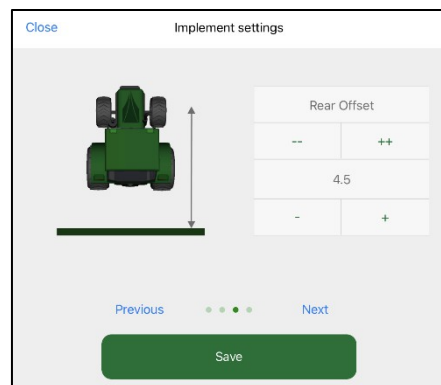 Close Implement settings
Rear Offset
-- ++
4.5
- +
Previous Next
Save